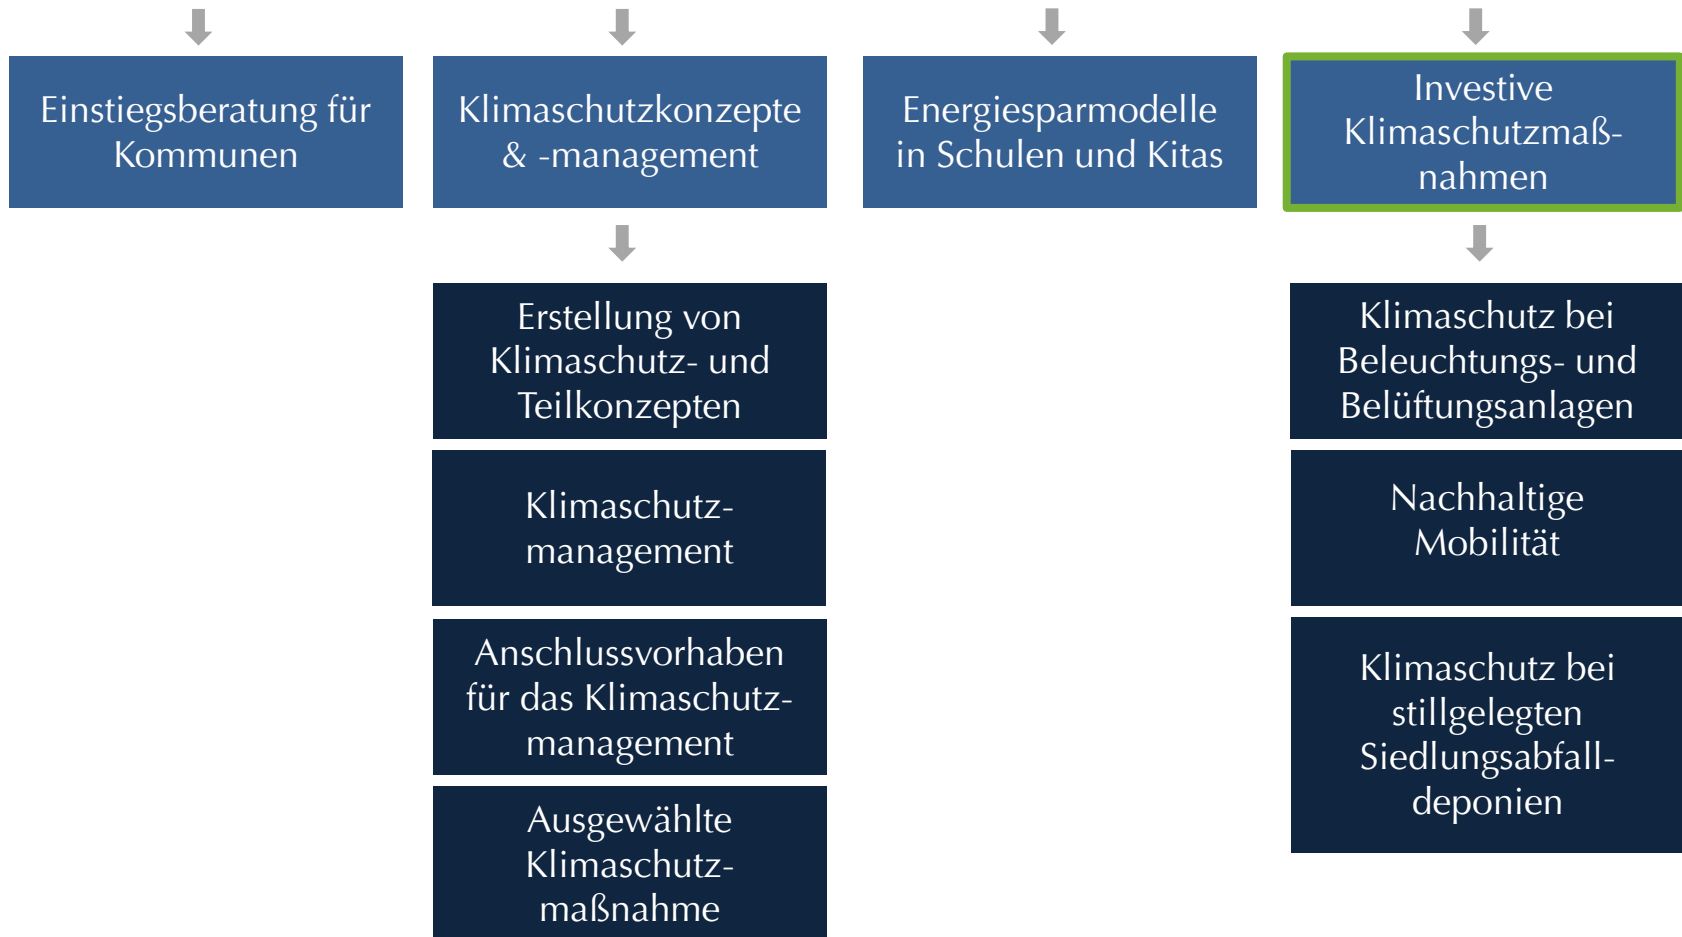 Einstiegsberatung für
Kommunen
Klimaschutzkonzepte
& -management
Energiesparmodelle
in Schulen und Kitas
Investive
Klimaschutzmaß-
nahmen
Erstellung von
Klimaschutz- und
Teilkonzepten
Klimaschutz-
management
Anschlussvorhaben
für das Klimaschutz-
management
Ausgewählte
Klimaschutz-
maßnahme
Klimaschutz bei
Beleuchtungs- und
Belüftungsanlagen
Nachhaltige
Mobilität
Klimaschutz bei
stillgelegten
Siedlungsabfall-
deponien